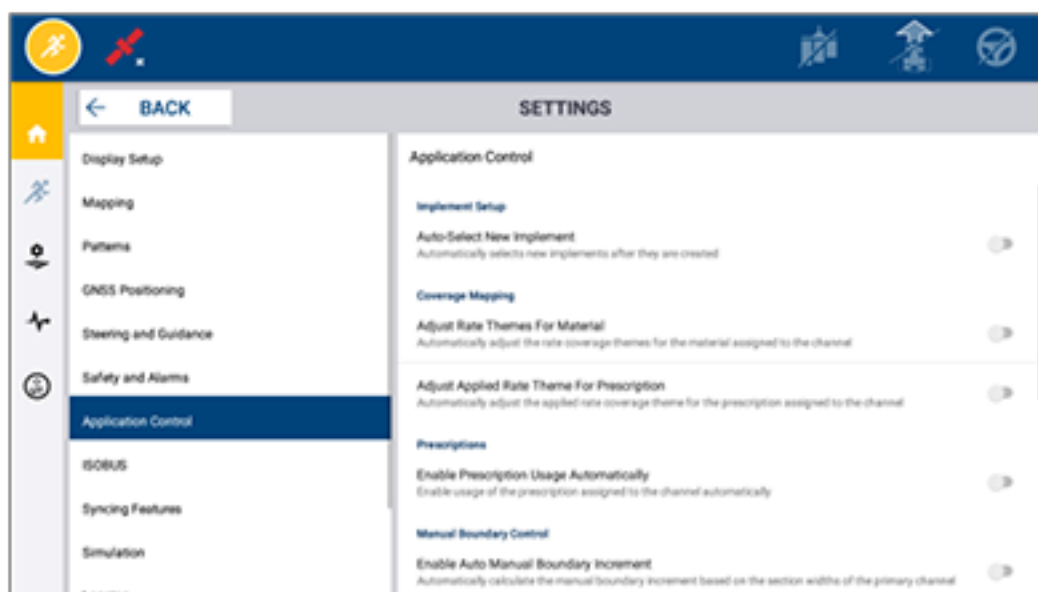 BACK
SETTINGS
Display Setup
Mapping
Patterns
GNSS Positioning
Steering and Guidance
Safety and Alarms
Application Control
ISOBUS
Syncing Features
Simulation
Application Control
Implement Setup
Auto-Select New Implement
Automatically selects new implements after they are created
Coverage Mapping
Adjust Rate Themes For Material
Automatically adjust the rate coverage themes for the material assigned to the channel
Adjust Applied Rate Theme For Prescription
Automatically adjust the applied rate coverage theme for the prescription assigned to the channel
Prescriptions
Enable Prescription Usage Automatically
Enable usage of the prescription assigned to the channel automatically
Manual Boundary Control
Enable Auto Manual Boundary Increment
Automatically calculate the manual boundary increment based on the section widths of the primary channel